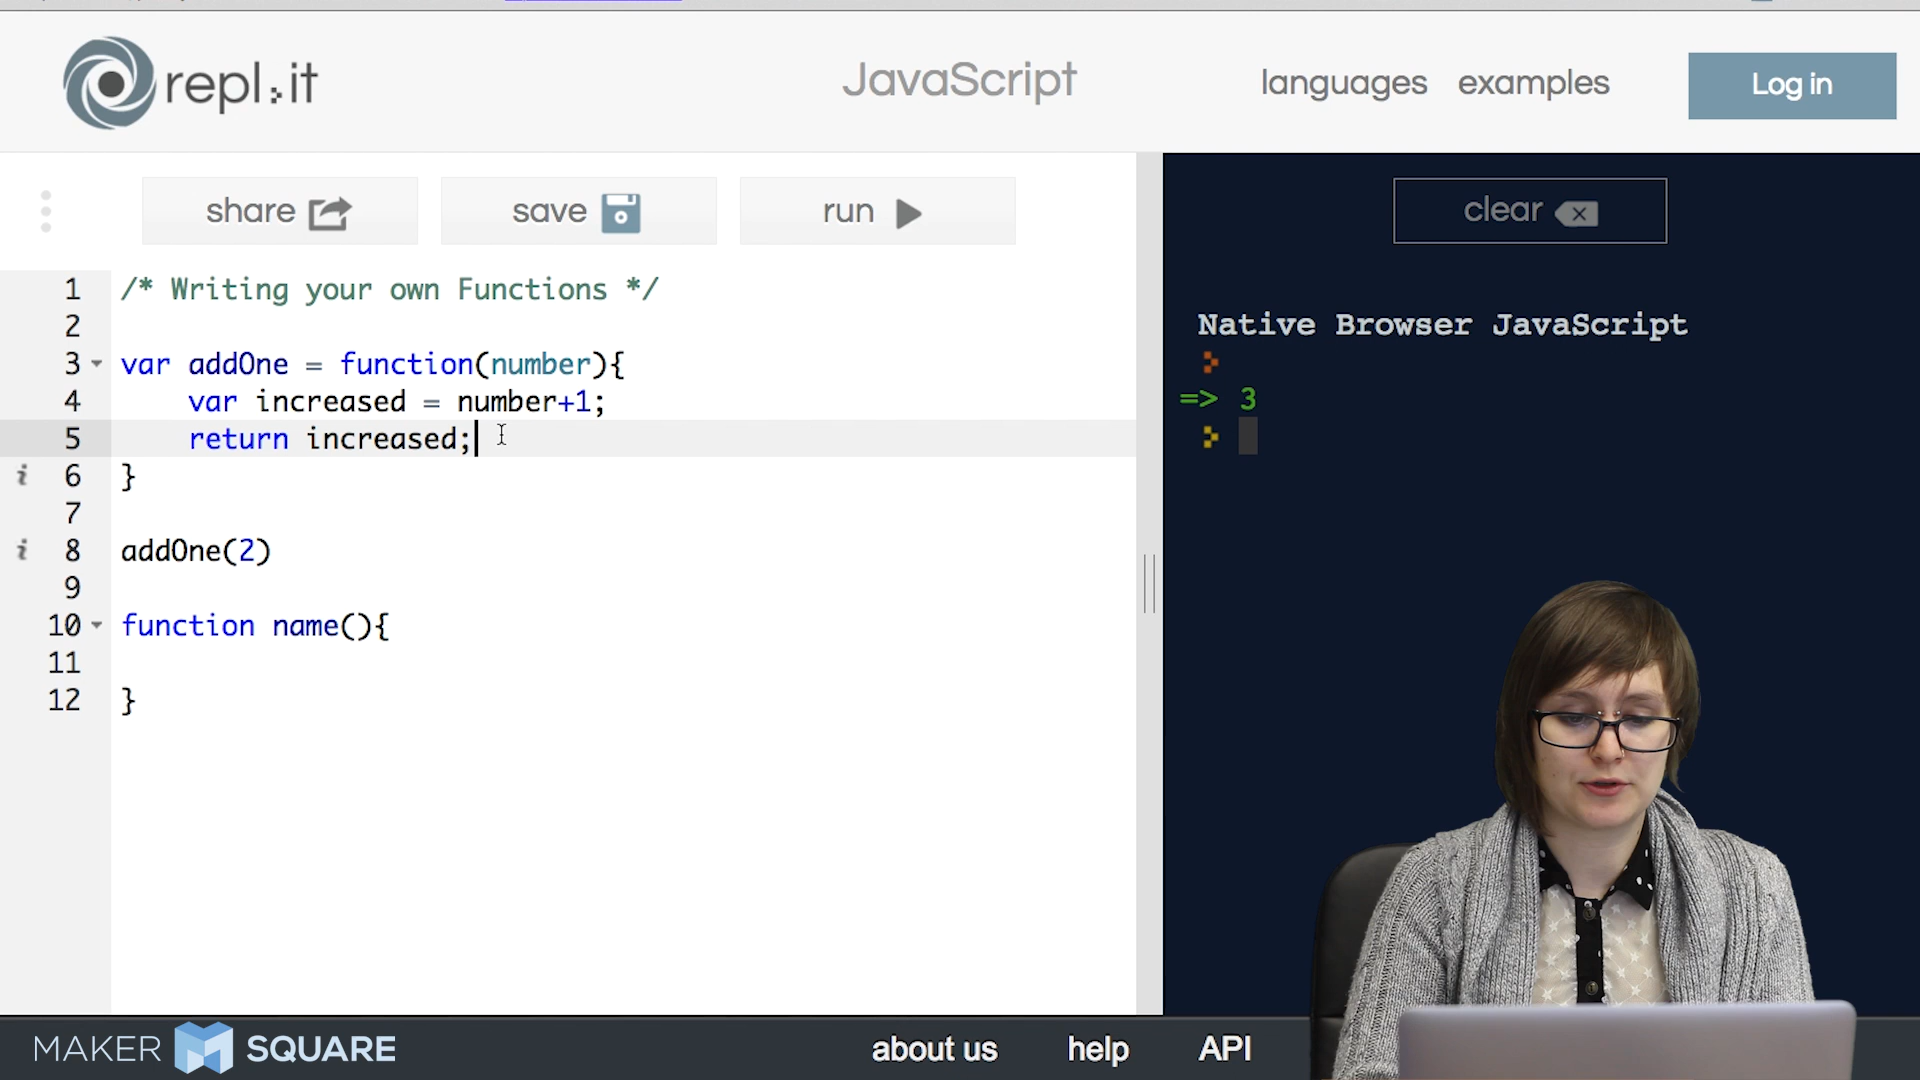 repl.it
JavaScript
languages
examples
Log in
share
save
run
clear
1 /* Writing your own Functions */
2
3 var addOne = function(number){
4 var increased = number+1;
5 return increased;
6 }
7
8 addOne(2)
9
10 function name(){
11
12 }
Native Browser JavaScript
=> 3
MAKER SQUARE
about us
help
API